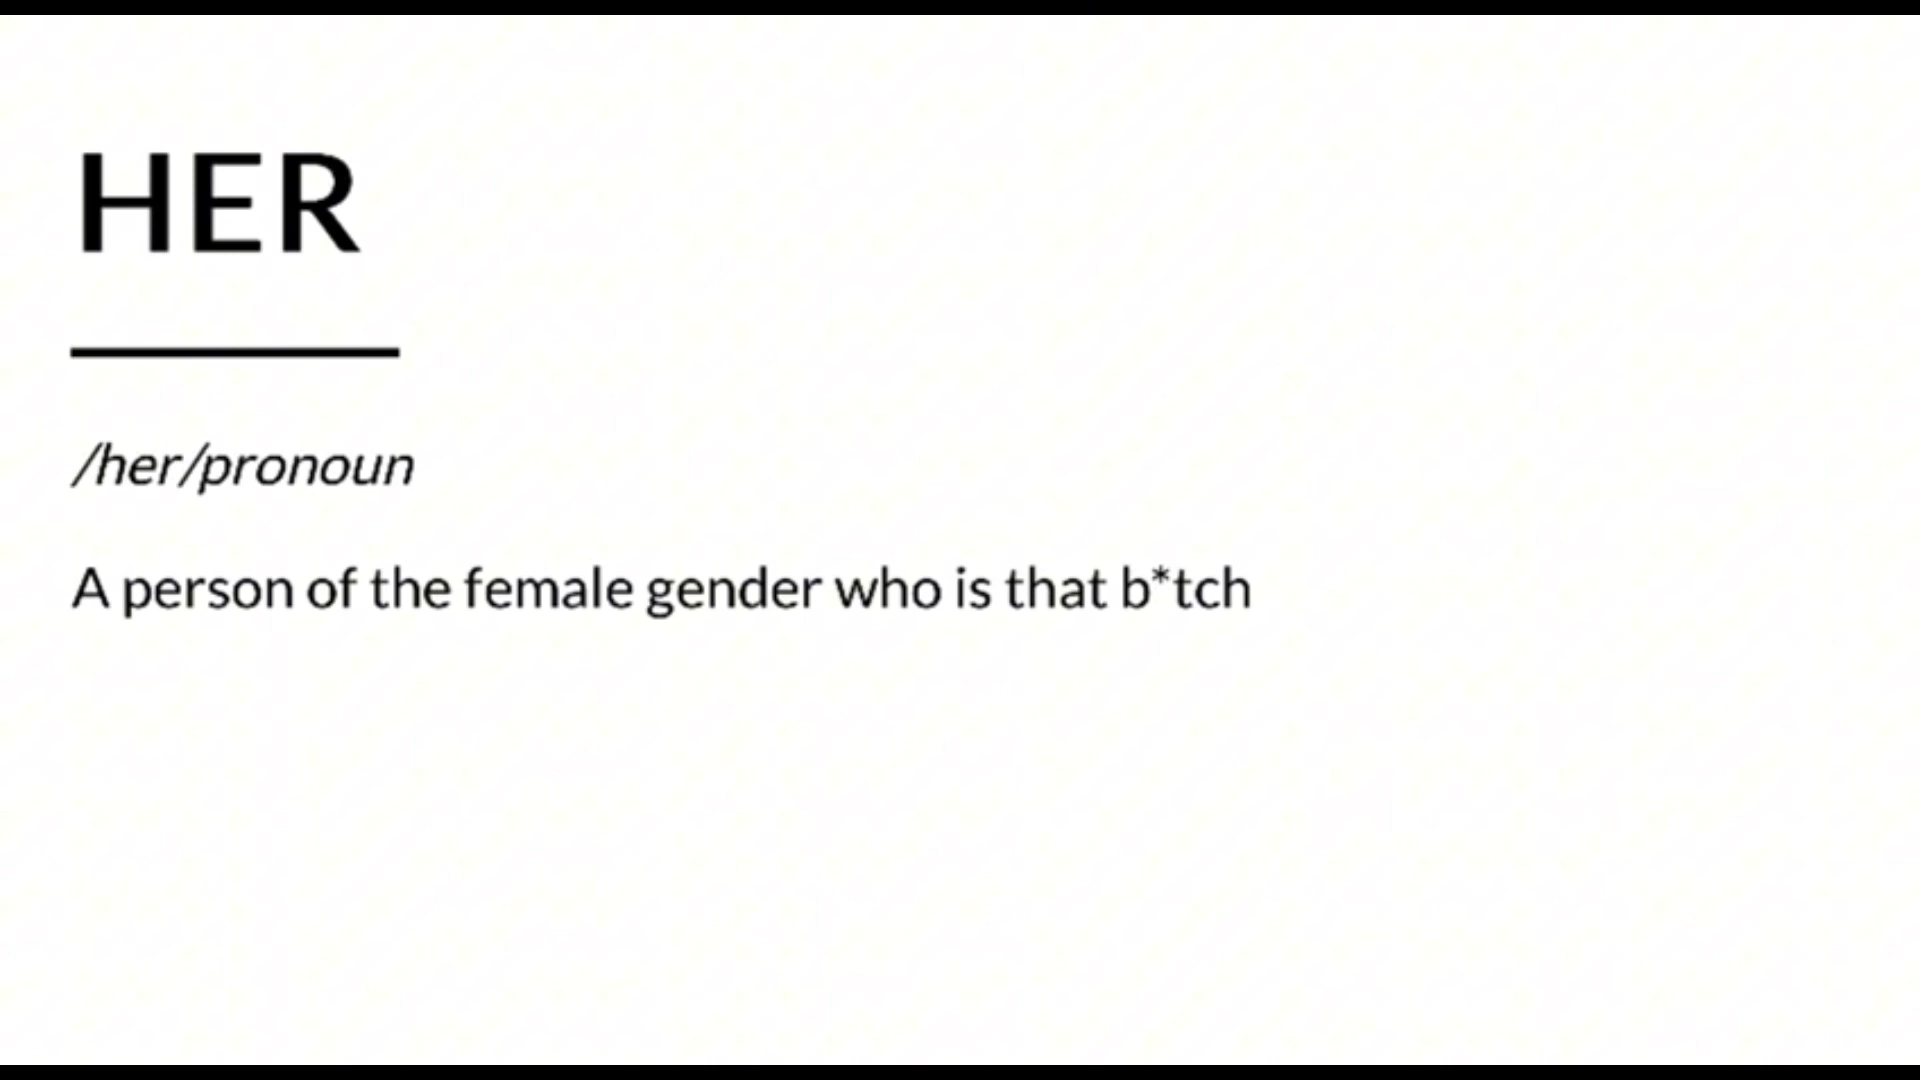 HER
/her/pronoun
A person of the female gender who is that b*tch